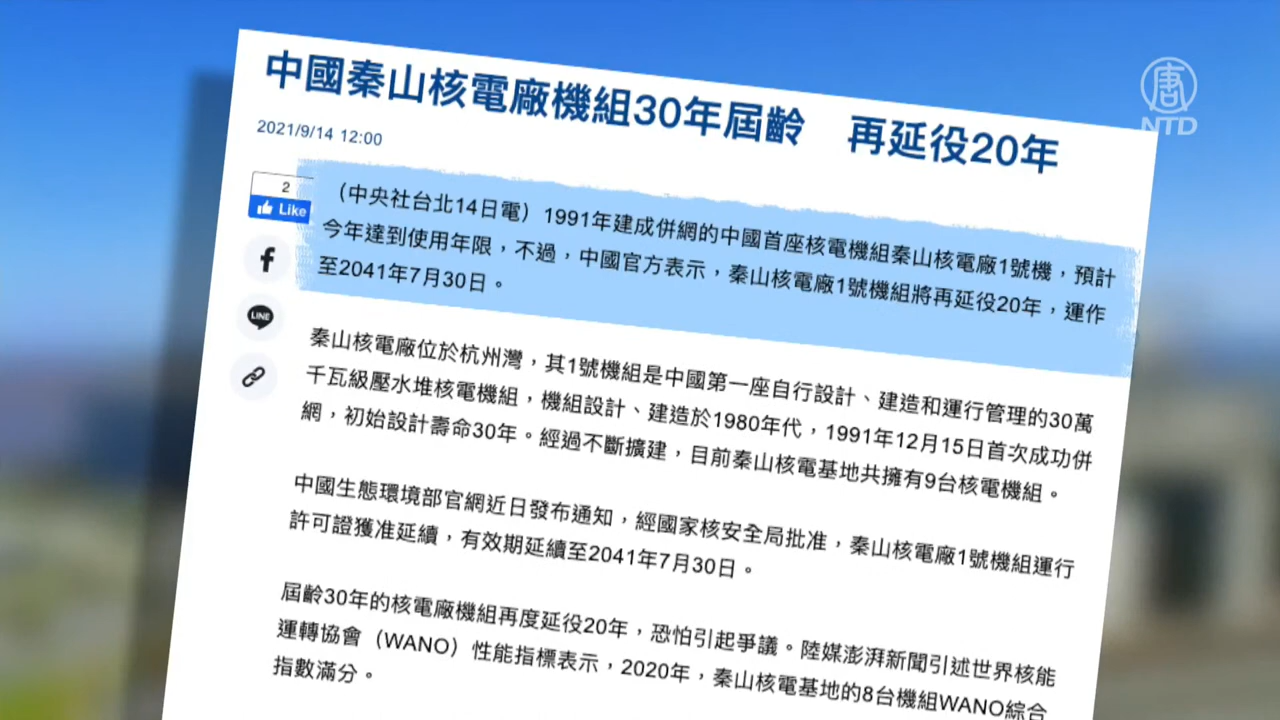 中國秦山核電廠機組30年屆齡　再延役20年
唐
NTD
2021/9/14 12:00
2
Like
（中央社台北14日電）1991年建成併網的中國首座核電機組秦山核電廠1號機，預計
今年達到使用年限，不過，中國官方表示，秦山核電廠1號機組將再延役20年，運作
至2041年7月30日。
LINE
秦山核電廠位於杭州灣，其1號機組是中國第一座自行設計、建造和運行管理的30萬
千瓦級壓水堆核電機組，機組設計、建造於1980年代，1991年12月15日首次成功併
網，初始設計壽命30年。經過不斷擴建，目前秦山核電基地共擁有9台核電機組。
中國生態環境部官網近日發布通知，經國家核安全局批准，秦山核電廠1號機組運行
許可證獲准延續，有效期延續至2041年7月30日。
屆齡30年的核電廠機組再度延役20年，恐怕引起爭議。陸媒澎湃新聞引述世界核能
運轉協會（WANO）性能指標表示，2020年，秦山核電基地的8台機組WANO綜合
指數滿分。